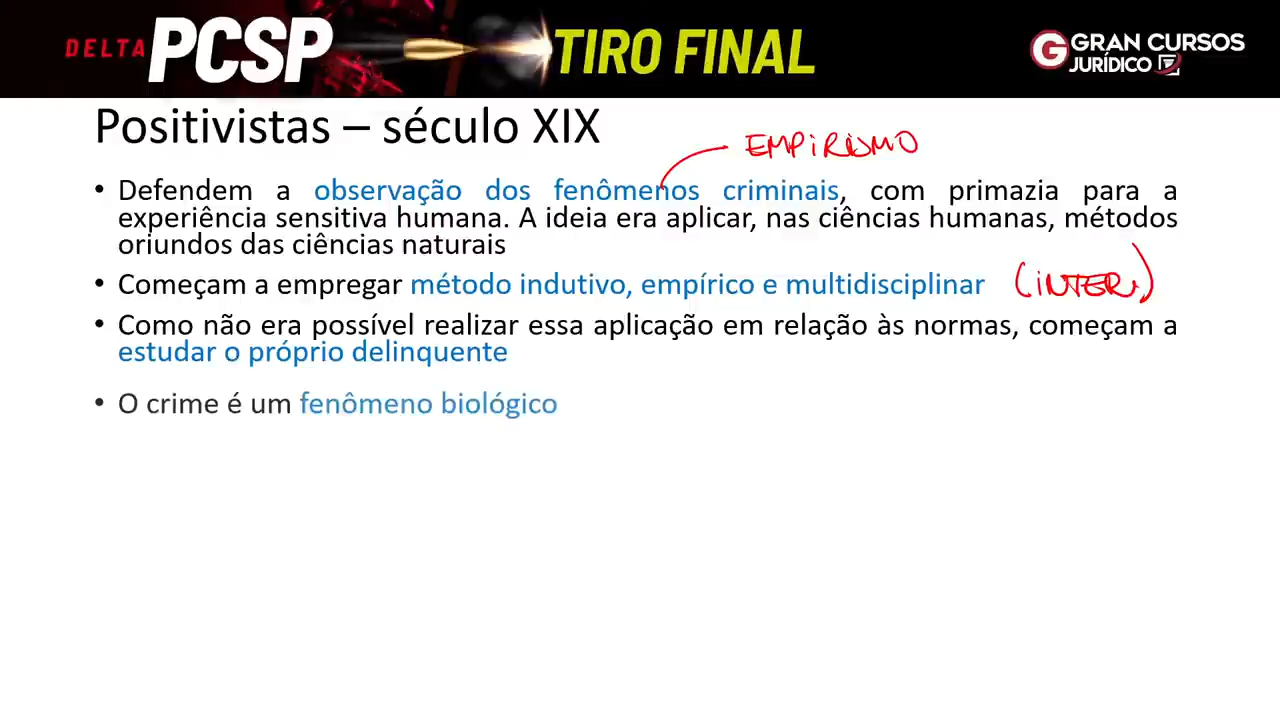 DELTA PCSP TIRO FINAL GRAN CURSOS
JURÍDICO
Positivistas – século XIX
EMPIRISMO
• Defendem a observação dos fenômenos criminais, com primazia para a
experiência sensitiva humana. A ideia era aplicar, nas ciências humanas, métodos
oriundos das ciências naturais
• Começam a empregar método indutivo, empírico e multidisciplinar (INTER.)
• Como não era possível realizar essa aplicação em relação às normas, começam a
estudar o próprio delinquente
• O crime é um fenômeno biológico